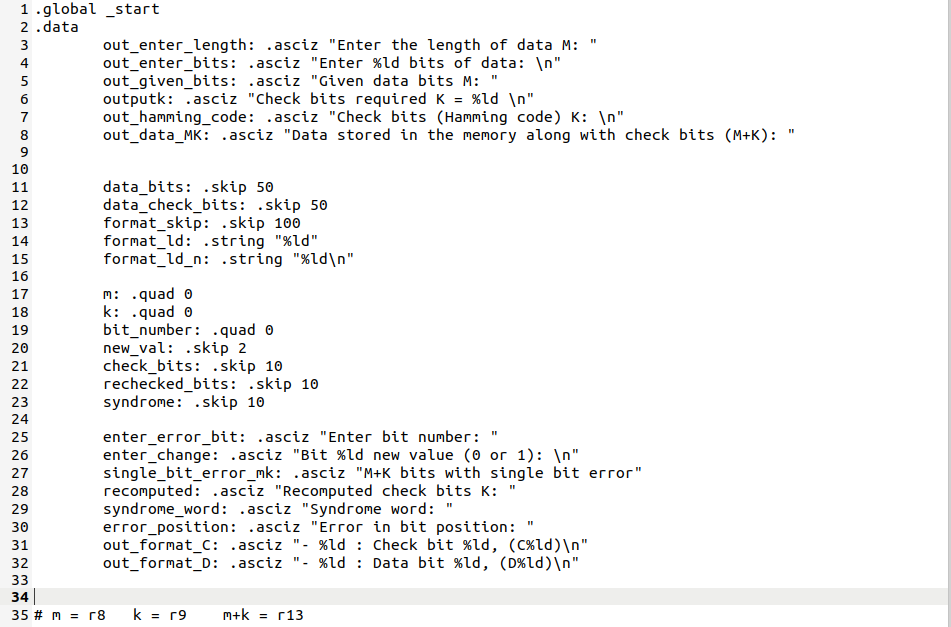 1 .global _start
2 .data
3 out_enter_length: .asciz "Enter the length of data M: "
4 out_enter_bits: .asciz "Enter %ld bits of data: \n"
5 out_given_bits: .asciz "Given data bits M: "
6 outputk: .asciz "Check bits required K = %ld \n"
7 out_hamming_code: .asciz "Check bits (Hamming code) K: \n"
8 out_data_MK: .asciz "Data stored in the memory along with check bits (M+K): "
9
10
11 data_bits: .skip 50
12 data_check_bits: .skip 50
13 format_skip: .skip 100
14 format_ld: .string "%ld"
15 format_ld_n: .string "%ld\n"
16
17 m: .quad 0
18 k: .quad 0
19 bit_number: .quad 0
20 new_val: .skip 2
21 check_bits: .skip 10
22 rechecked_bits: .skip 10
23 syndrome: .skip 10
24
25 enter_error_bit: .asciz "Enter bit number: "
26 enter_change: .asciz "Bit %ld new value (0 or 1): \n"
27 single_bit_error_mk: .asciz "M+K bits with single bit error"
28 recomputed: .asciz "Recomputed check bits K: "
29 syndrome_word: .asciz "Syndrome word: "
30 error_position: .asciz "Error in bit position: "
31 out_format_C: .asciz "- %ld : Check bit %ld, (C%ld)\n"
32 out_format_D: .asciz "- %ld : Data bit %ld, (D%ld)\n"
33
34
35 # m = r8 k = r9 m+k = r13